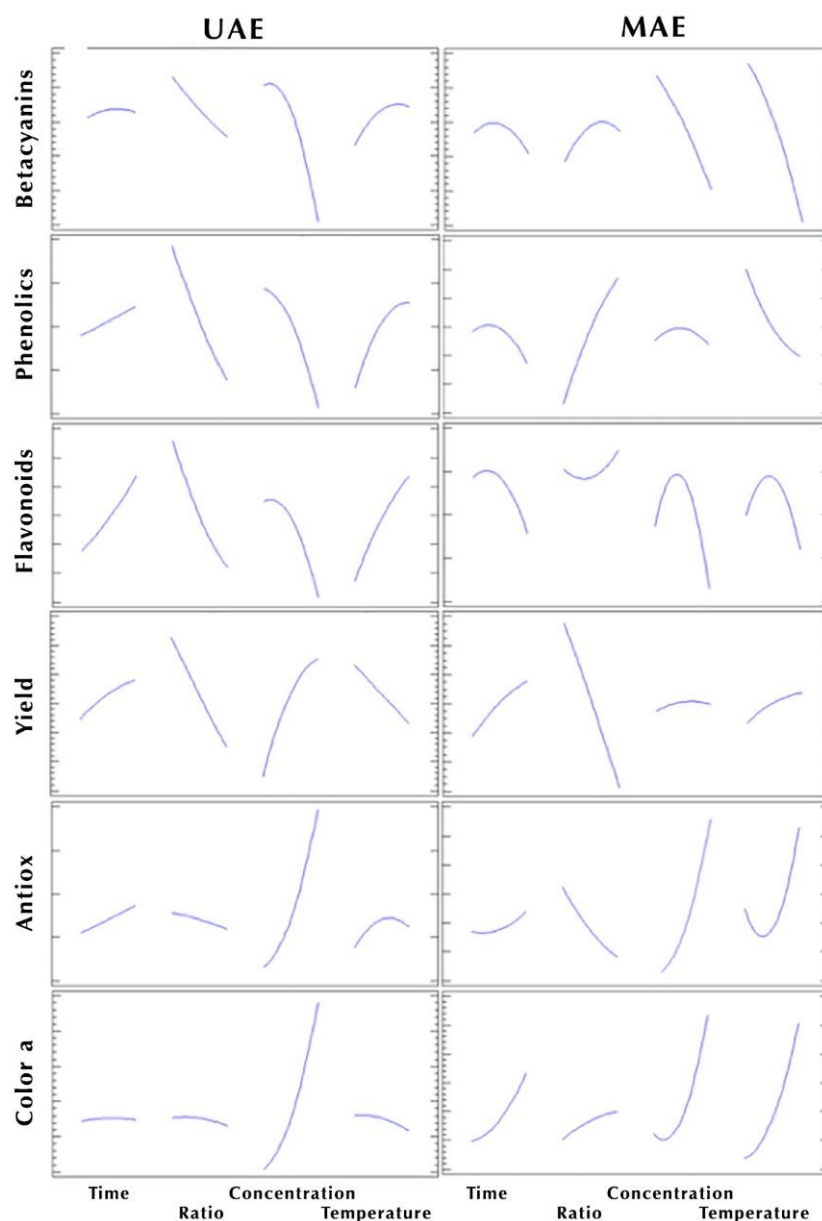 UAE MAE
Betacyanins
Phenolics
Flavonoids
Yield
Antiox
Color a
Time Concentration Time Concentration
Ratio Temperature Ratio Temperature